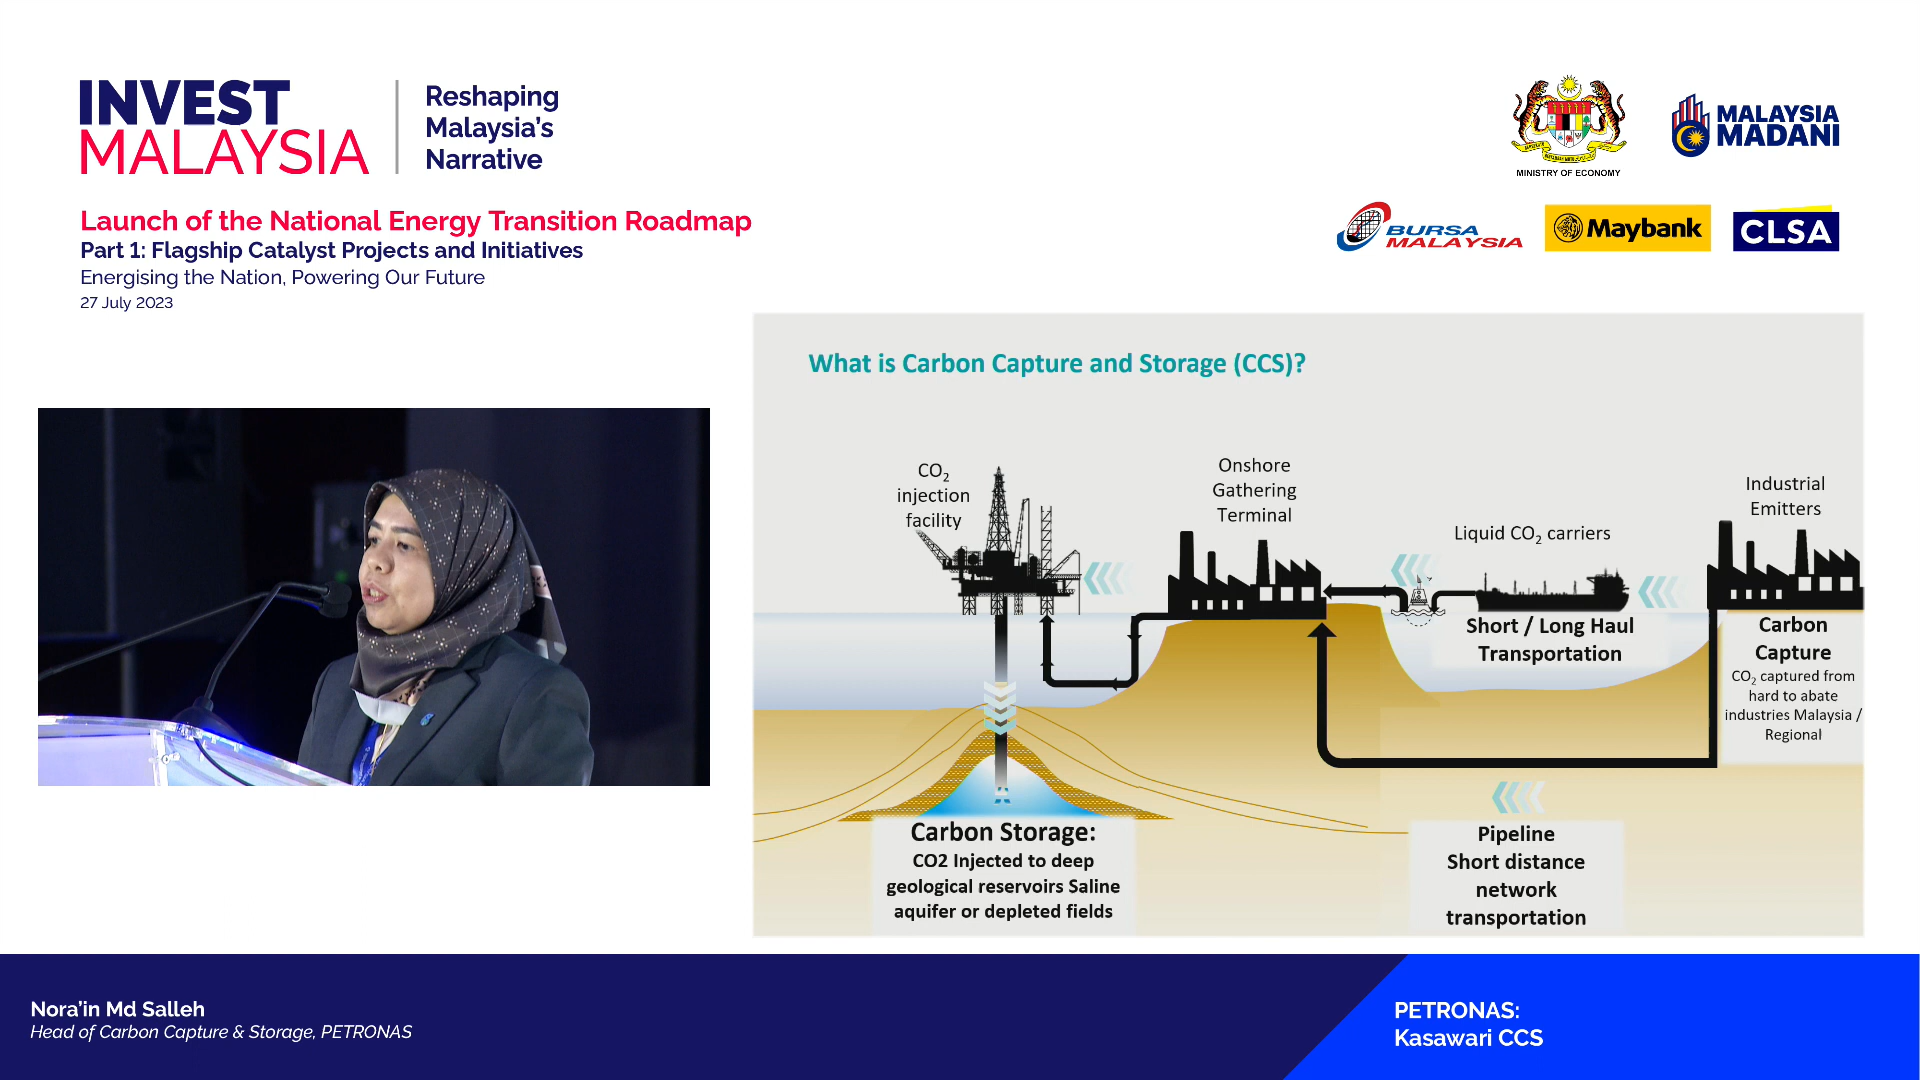 INVEST
MALAYSIA
Reshaping
Malaysia's
Narrative
Launch of the National Energy Transition Roadmap
Part 1: Flagship Catalyst Projects and Initiatives
Energising the Nation, Powering Our Future
27 July 2023
MINISTRY OF ECONOMY
MALAYSIA
MADANI
BURSA
MALAYSIA
Maybank
CLSA
What is Carbon Capture and Storage (CCS)?
CO2
injection
facility
Onshore
Gathering
Terminal
Liquid CO2 carriers
Industrial
Emitters
Short / Long Haul
Transportation
Carbon
Capture
CO2 captured from
hard to abate
industries Malaysia /
Regional
Carbon Storage:
CO2 Injected to deep
geological reservoirs Saline
aquifer or depleted fields
Pipeline
Short distance
network
transportation
Nora'in Md Salleh
Head of Carbon Capture & Storage, PETRONAS
PETRONAS:
Kasawari CCS